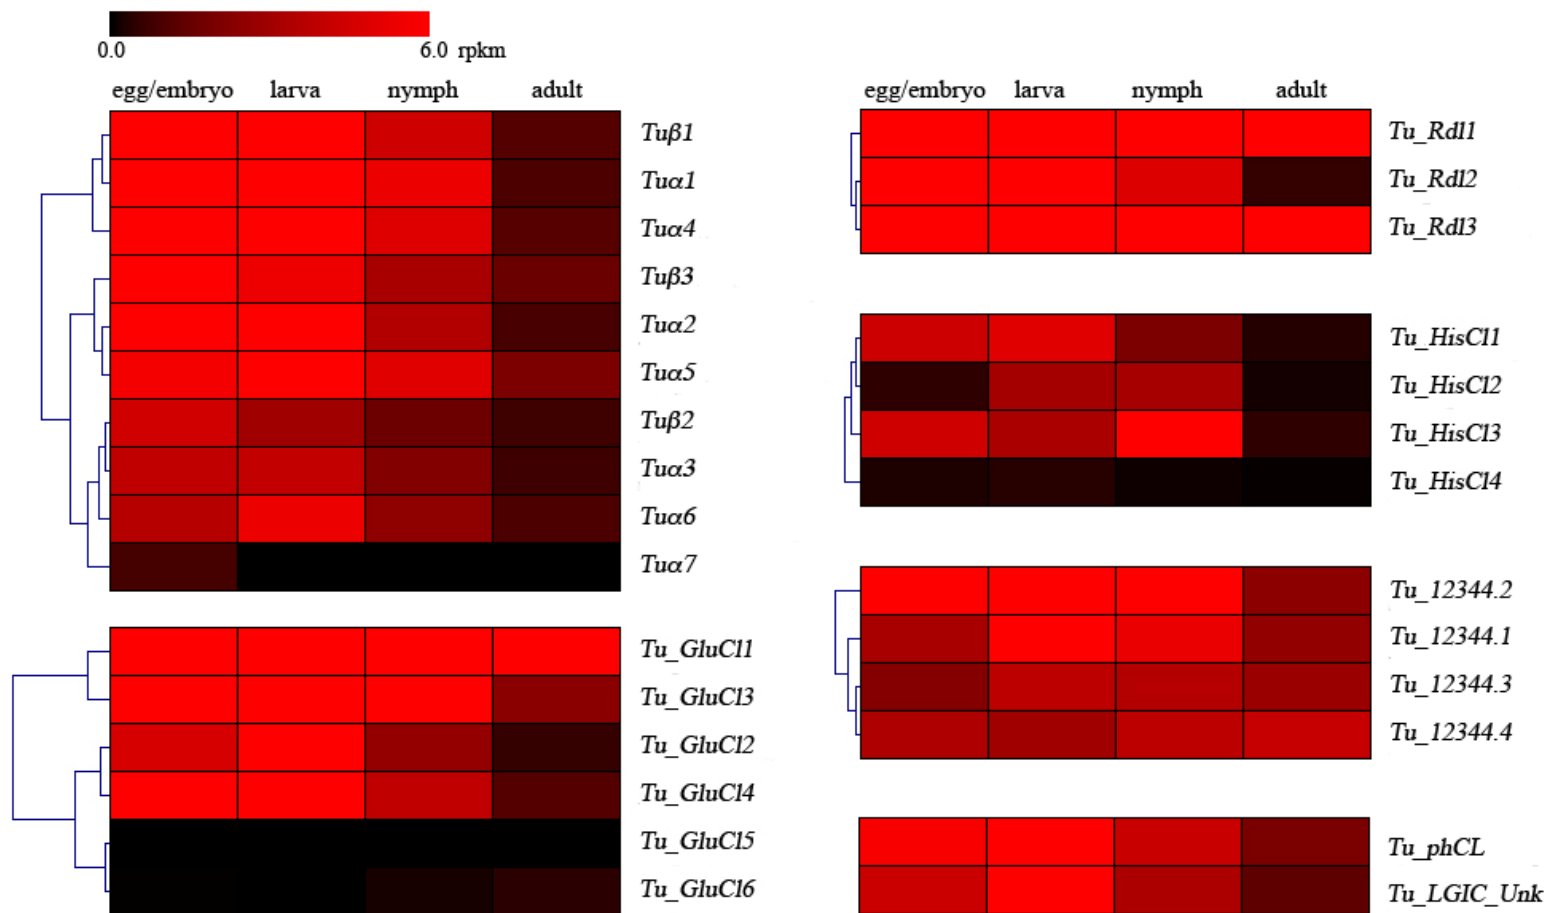 0.0 6.0 rpkm
egg/embryo larva nymph adult
Tuβ1
Tuα1
Tuα4
Tuβ3
Tuα2
Tuα5
Tuβ2
Tuα3
Tuα6
Tuα7
Tu_GluCl1
Tu_GluCl3
Tu_GluCl2
Tu_GluCl4
Tu_GluCl5
Tu_GluCl6
egg/embryo larva nymph adult
Tu_Rdl1
Tu_Rdl2
Tu_Rdl3
Tu_HisCl1
Tu_HisCl2
Tu_HisCl3
Tu_HisCl4
Tu_12344.2
Tu_12344.1
Tu_12344.3
Tu_12344.4
Tu_phCL
Tu_LGIC_Unk